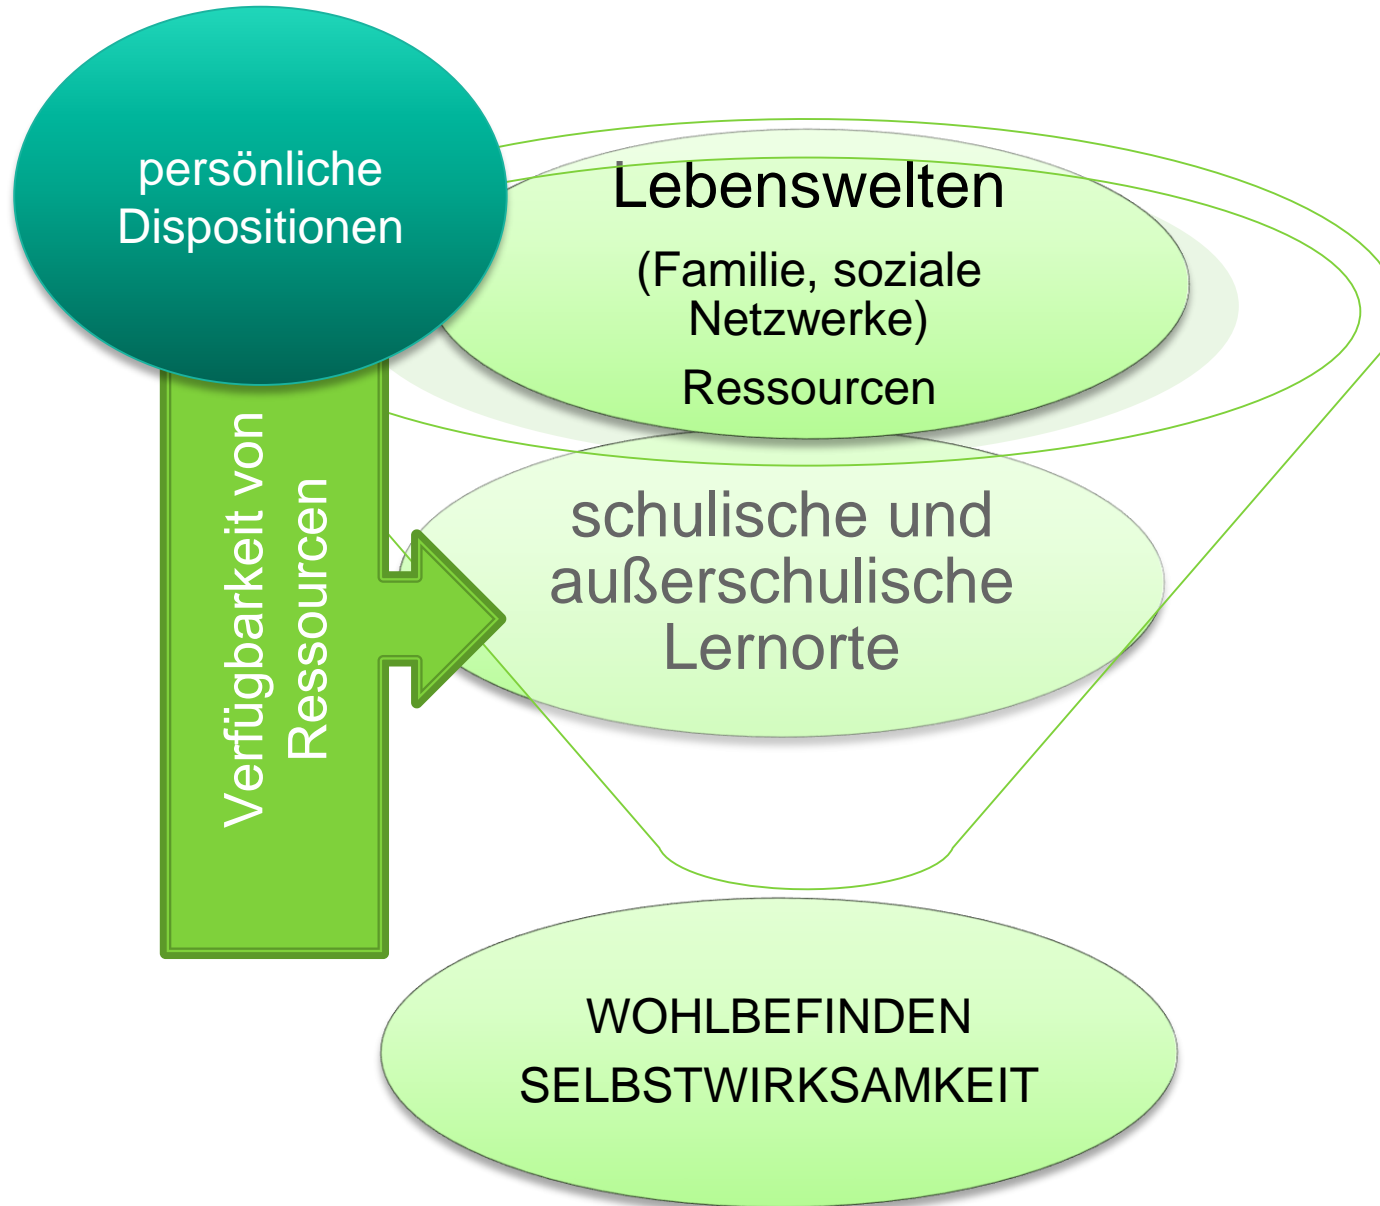 persönliche
Dispositionen
Lebenswelten
(Familie, soziale
Netzwerke)
Ressourcen
Verfügbarkeit von
Ressourcen
schulische und
außerschulische
Lernorte
WOHLBEFINDEN
SELBSTWIRKSAMKEIT